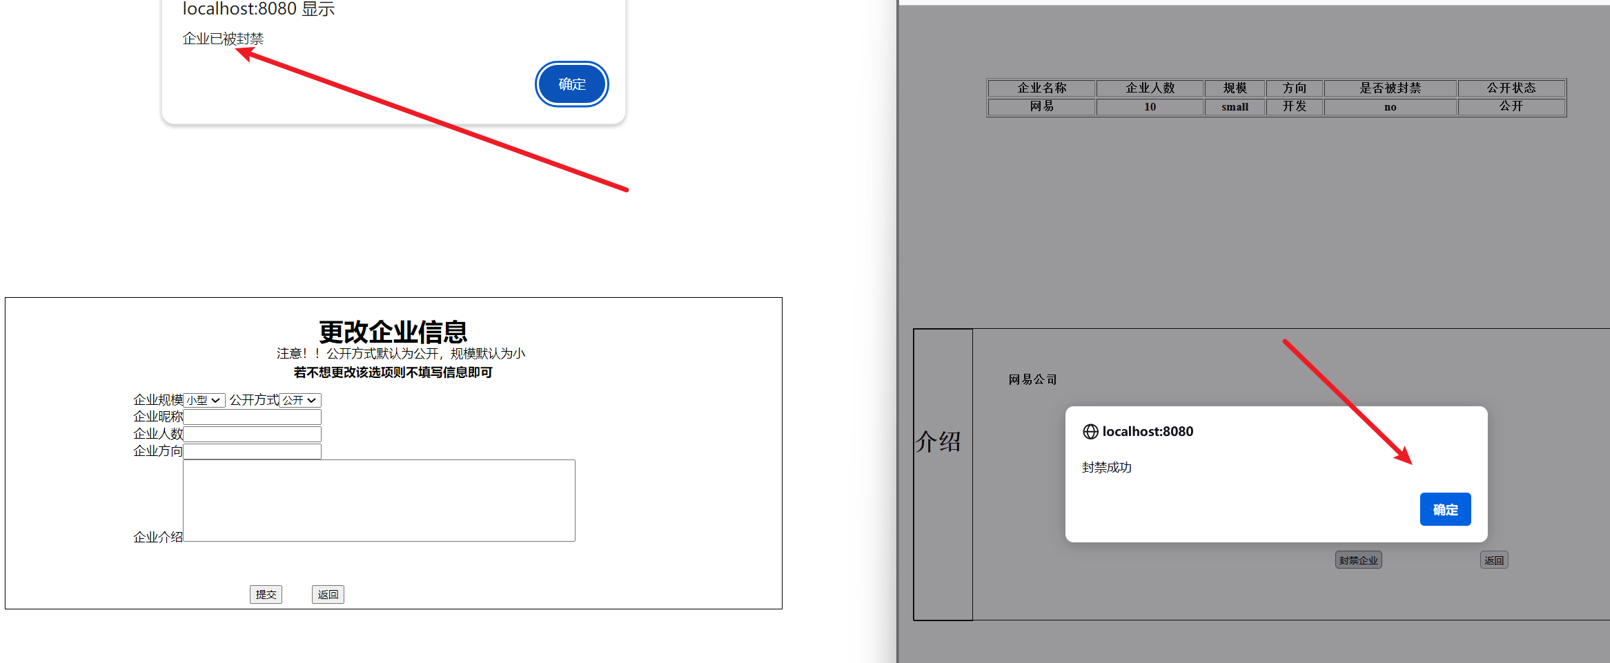 localhost:8080 显示
企业已被封禁
确定
更改企业信息
注意！！公开方式默认为公开，规模默认为小
若不想更改该选项则不填写信息即可
企业规模 小型 公开方式 公开
企业昵称
企业人数
企业方向
企业介绍
提交 返回
企业名称 企业人数 规模 方向 是否被封禁 公开状态
网易 10 small 开发 no 公开
网易公司
介绍
localhost:8080
封禁成功
确定
封禁企业 返回